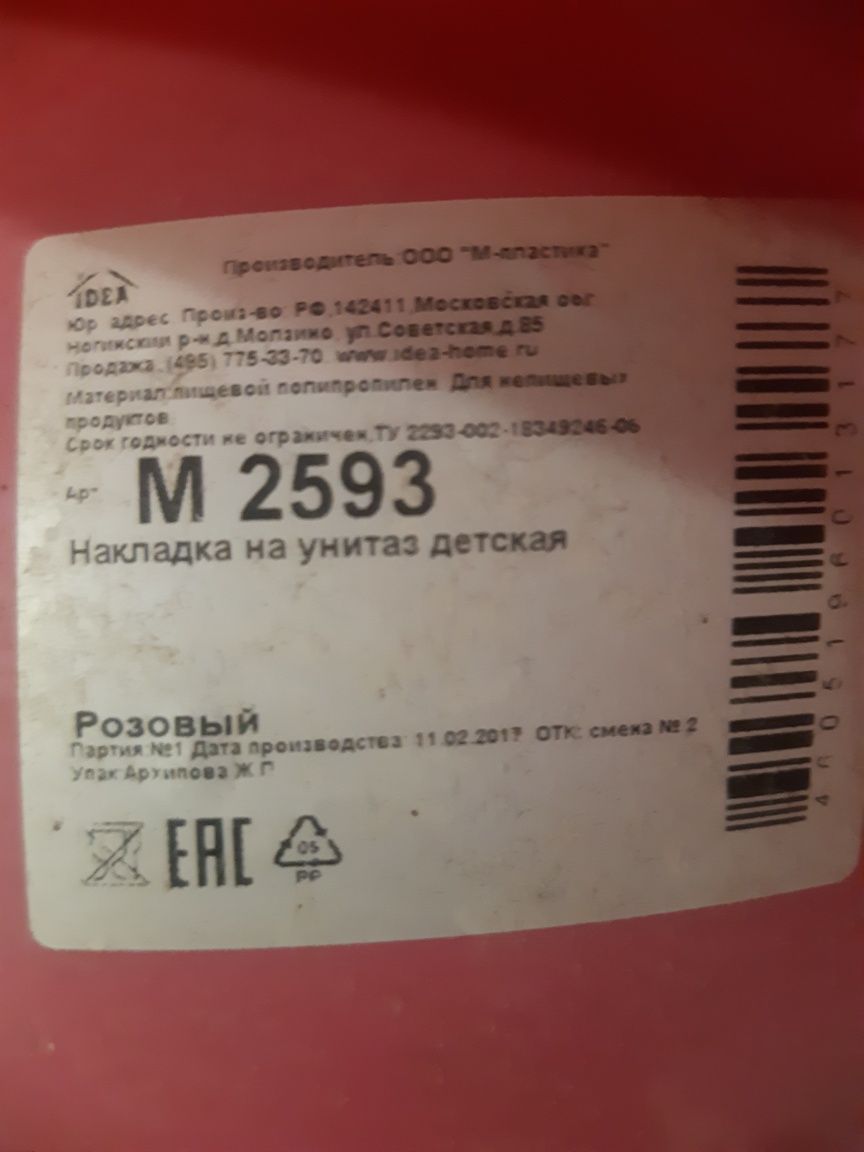 Производитель:ООО "М-пластика"
iDEA
Юр. адрес. Произ-во: РФ,142411,Московская обл
Ногинский р-н,д.Молзино, ул.Советская,д.85
Продажа: (495) 775-33-70 www.idea-home.ru
Материал:пищевой полипропилен. Для непищевых
продуктов.
Срок годности не ограничен,ТУ 2293-002-18349246-06
Арт. М 2593
Накладка на унитаз детская
Розовый
Партия:№1 Дата производства: 11.02.2017 ОТК: смена № 2
Упак:Архипова Ж.П
EAC
05
PP